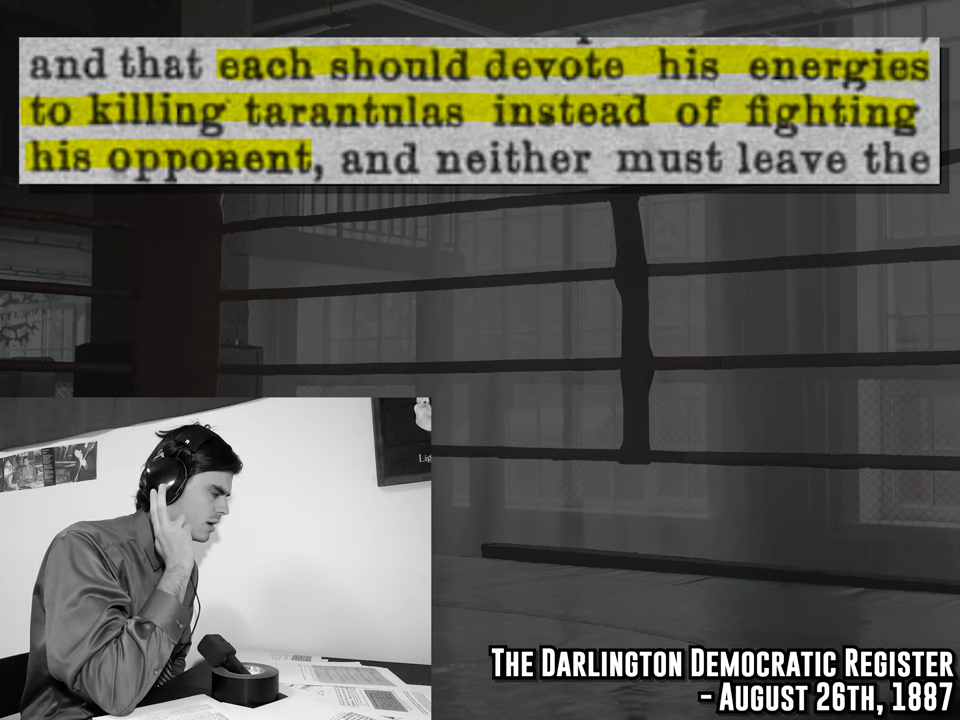 and that each should devote his energies
to killing tarantulas instead of fighting
his opponent, and neither must leave the
THE DARLINGTON DEMOCRATIC REGISTER
- AUGUST 26TH, 1887